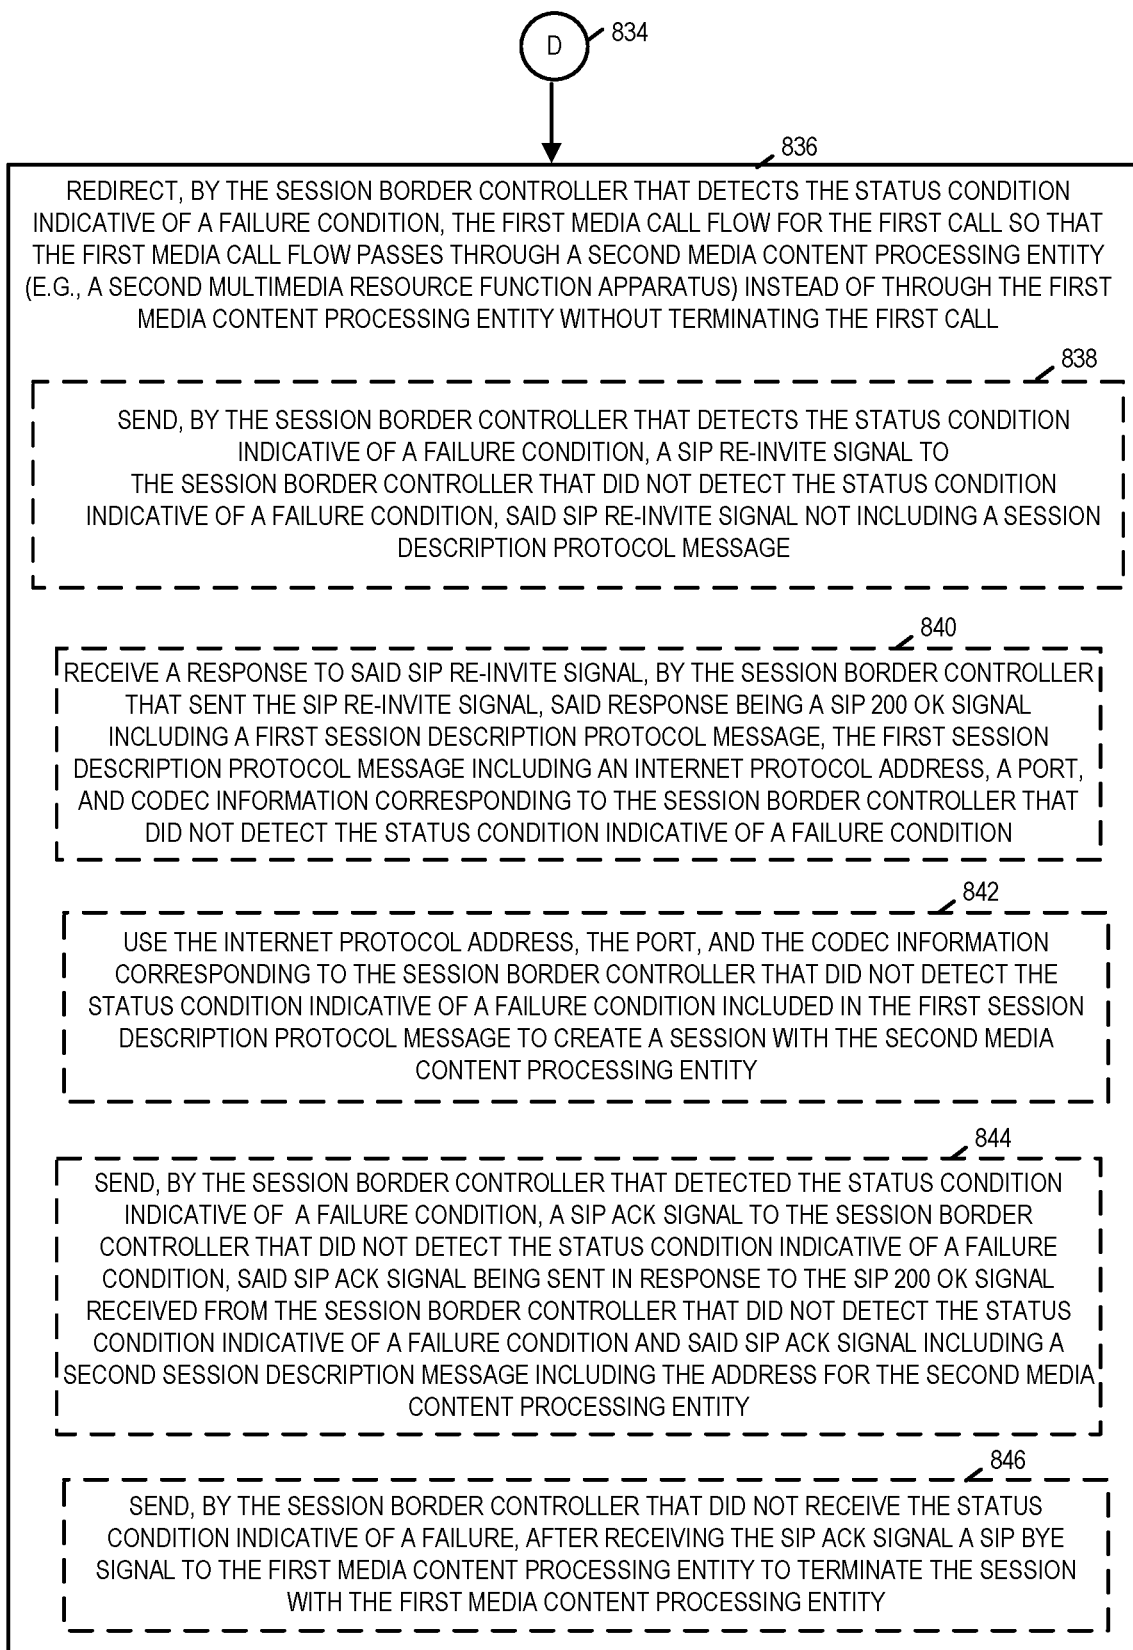 D
834
836
REDIRECT, BY THE SESSION BORDER CONTROLLER THAT DETECTS THE STATUS CONDITION
INDICATIVE OF A FAILURE CONDITION, THE FIRST MEDIA CALL FLOW FOR THE FIRST CALL SO THAT
THE FIRST MEDIA CALL FLOW PASSES THROUGH A SECOND MEDIA CONTENT PROCESSING ENTITY
(E.G., A SECOND MULTIMEDIA RESOURCE FUNCTION APPARATUS) INSTEAD OF THROUGH THE FIRST
MEDIA CONTENT PROCESSING ENTITY WITHOUT TERMINATING THE FIRST CALL
838
SEND, BY THE SESSION BORDER CONTROLLER THAT DETECTS THE STATUS CONDITION
INDICATIVE OF A FAILURE CONDITION, A SIP RE-INVITE SIGNAL TO
THE SESSION BORDER CONTROLLER THAT DID NOT DETECT THE STATUS CONDITION
INDICATIVE OF A FAILURE CONDITION, SAID SIP RE-INVITE SIGNAL NOT INCLUDING A SESSION
DESCRIPTION PROTOCOL MESSAGE
840
RECEIVE A RESPONSE TO SAID SIP RE-INVITE SIGNAL, BY THE SESSION BORDER CONTROLLER
THAT SENT THE SIP RE-INVITE SIGNAL, SAID RESPONSE BEING A SIP 200 OK SIGNAL
INCLUDING A FIRST SESSION DESCRIPTION PROTOCOL MESSAGE, THE FIRST SESSION
DESCRIPTION PROTOCOL MESSAGE INCLUDING AN INTERNET PROTOCOL ADDRESS, A PORT,
AND CODEC INFORMATION CORRESPONDING TO THE SESSION BORDER CONTROLLER THAT
DID NOT DETECT THE STATUS CONDITION INDICATIVE OF A FAILURE CONDITION
842
USE THE INTERNET PROTOCOL ADDRESS, THE PORT, AND THE CODEC INFORMATION
CORRESPONDING TO THE SESSION BORDER CONTROLLER THAT DID NOT DETECT THE
STATUS CONDITION INDICATIVE OF A FAILURE CONDITION INCLUDED IN THE FIRST SESSION
DESCRIPTION PROTOCOL MESSAGE TO CREATE A SESSION WITH THE SECOND MEDIA
CONTENT PROCESSING ENTITY
844
SEND, BY THE SESSION BORDER CONTROLLER THAT DETECTED THE STATUS CONDITION
INDICATIVE OF A FAILURE CONDITION, A SIP ACK SIGNAL TO THE SESSION BORDER
CONTROLLER THAT DID NOT DETECT THE STATUS CONDITION INDICATIVE OF A FAILURE
CONDITION, SAID SIP ACK SIGNAL BEING SENT IN RESPONSE TO THE SIP 200 OK SIGNAL
RECEIVED FROM THE SESSION BORDER CONTROLLER THAT DID NOT DETECT THE STATUS
CONDITION INDICATIVE OF A FAILURE CONDITION AND SAID SIP ACK SIGNAL INCLUDING A
SECOND SESSION DESCRIPTION MESSAGE INCLUDING THE ADDRESS FOR THE SECOND MEDIA
CONTENT PROCESSING ENTITY
846
SEND, BY THE SESSION BORDER CONTROLLER THAT DID NOT RECEIVE THE STATUS
CONDITION INDICATIVE OF A FAILURE, AFTER RECEIVING THE SIP ACK SIGNAL A SIP BYE
SIGNAL TO THE FIRST MEDIA CONTENT PROCESSING ENTITY TO TERMINATE THE SESSION
WITH THE FIRST MEDIA CONTENT PROCESSING ENTITY